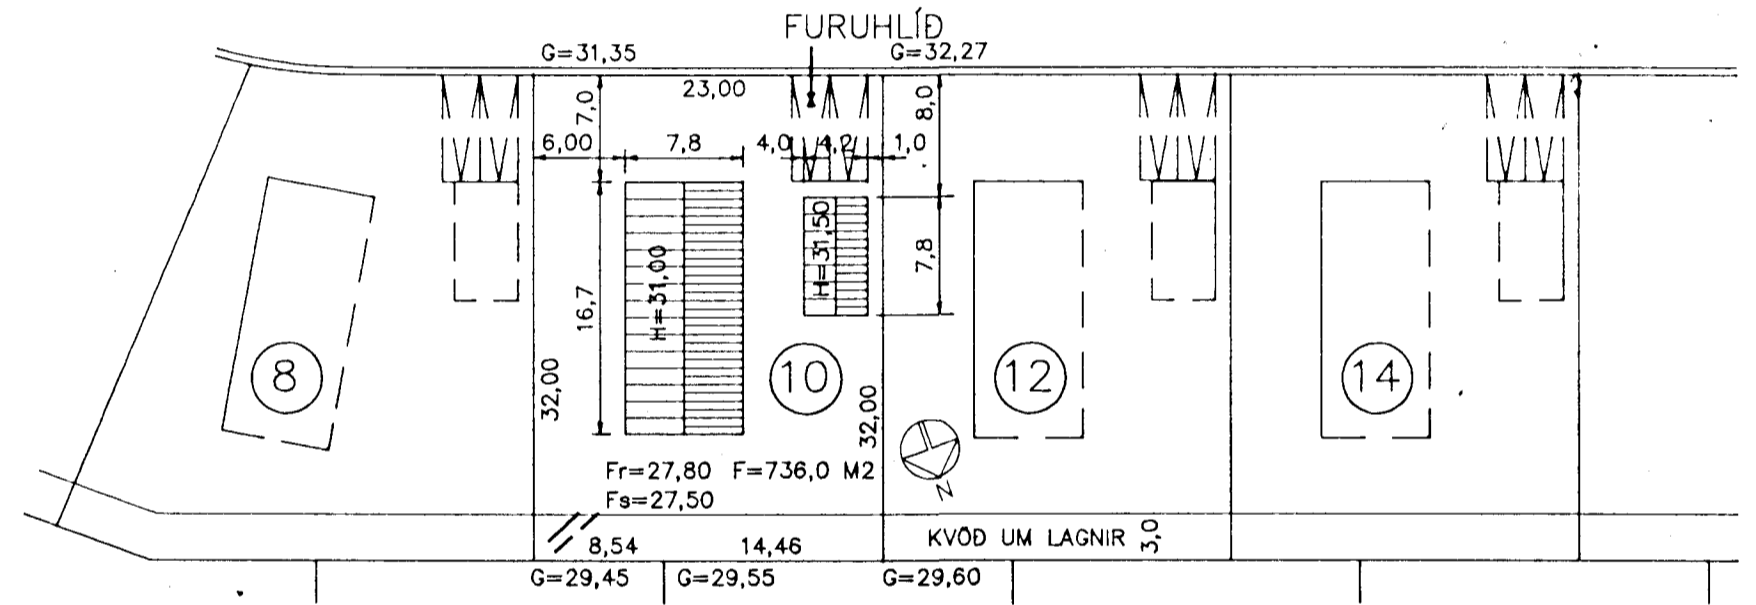 FURUHLÍÐ
G=31,35
G=32,27
23,00
7,0
8,0
6,00
7,8
4,0
4,2
1,0
H=31,00
H=31,50
16,7
7,8
8
10
12
14
32,00
32,00
Fr=27,80 F=736,0 M2
Fs=27,50
N
KVÖÐ UM LAGNIR
3,0
8,54
14,46
G=29,45
G=29,55
G=29,60